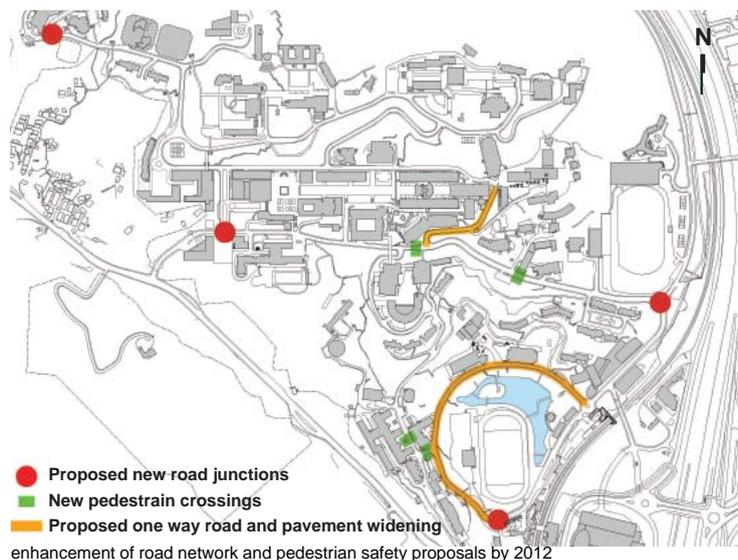 N
Proposed new road junctions
New pedestrain crossings
Proposed one way road and pavement widening
enhancement of road network and pedestrian safety proposals by 2012